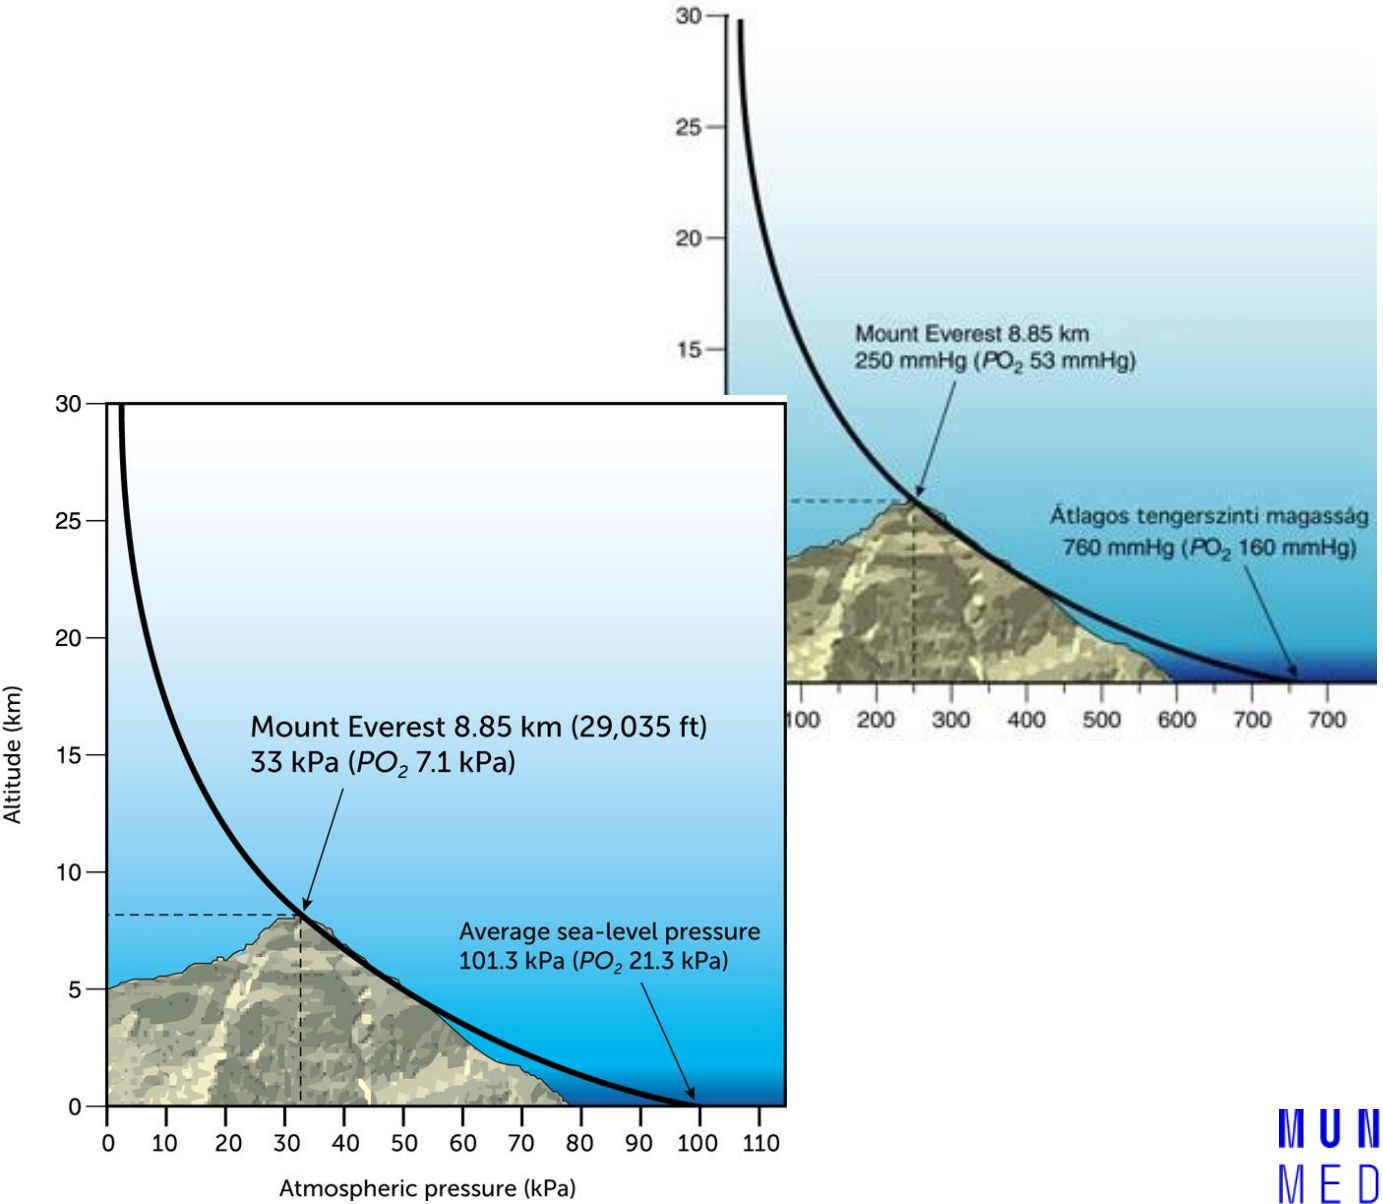 30
25
20
15
Mount Everest 8.85 km
250 mmHg (PO₂ 53 mmHg)
Átlagos tengerszinti magasság
760 mmHg (PO₂ 160 mmHg)
100 200 300 400 500 600 700 700
30
25
20
15
10
5
0
Altitude (km)
Mount Everest 8.85 km (29,035 ft)
33 kPa (PO₂ 7.1 kPa)
Average sea-level pressure
101.3 kPa (PO₂ 21.3 kPa)
0 10 20 30 40 50 60 70 80 90 100 110
Atmospheric pressure (kPa)
MUN
MED